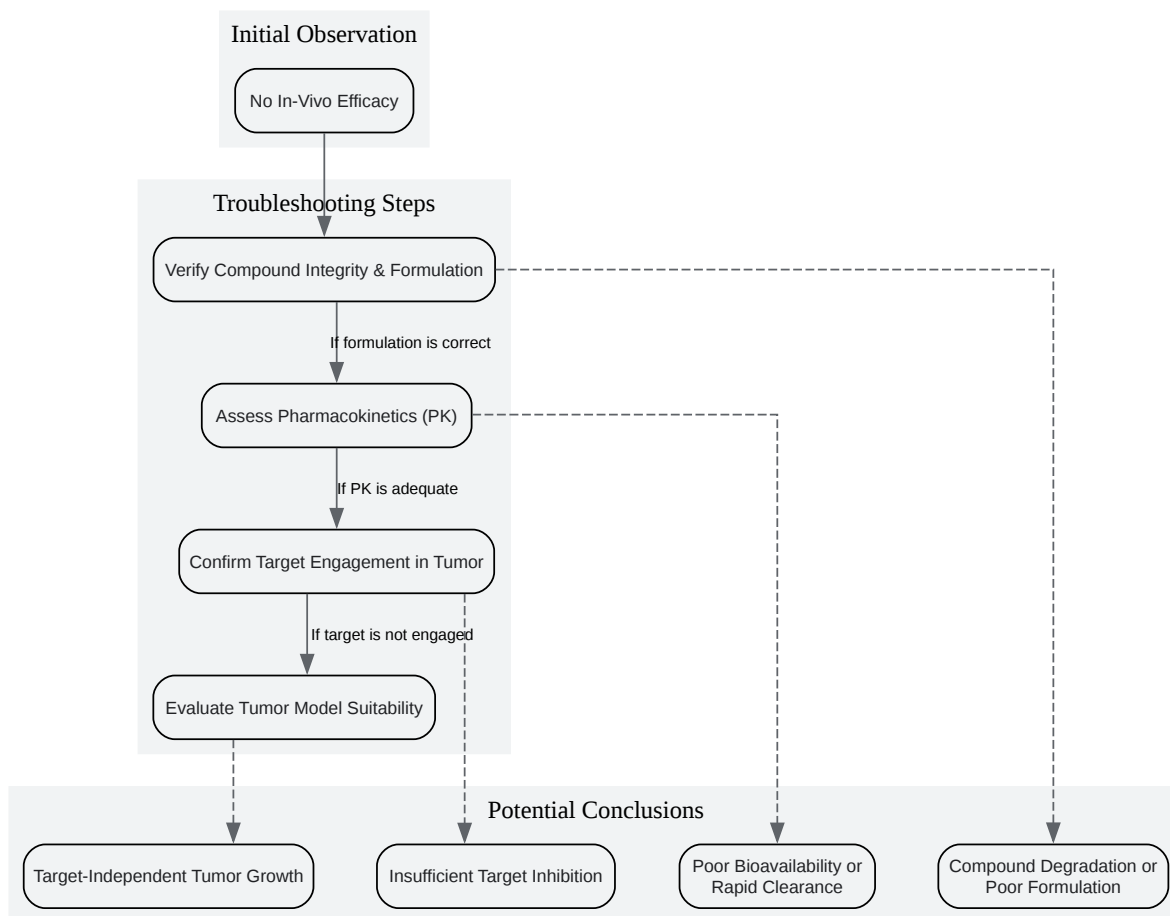 Initial Observation
No In-Vivo Efficacy
Troubleshooting Steps
Verify Compound Integrity & Formulation
If formulation is correct
Assess Pharmacokinetics (PK)
If PK is adequate
Confirm Target Engagement in Tumor
If target is not engaged
Evaluate Tumor Model Suitability
Potential Conclusions
Target-Independent Tumor Growth
Insufficient Target Inhibition
Poor Bioavailability or
Rapid Clearance
Compound Degradation or
Poor Formulation